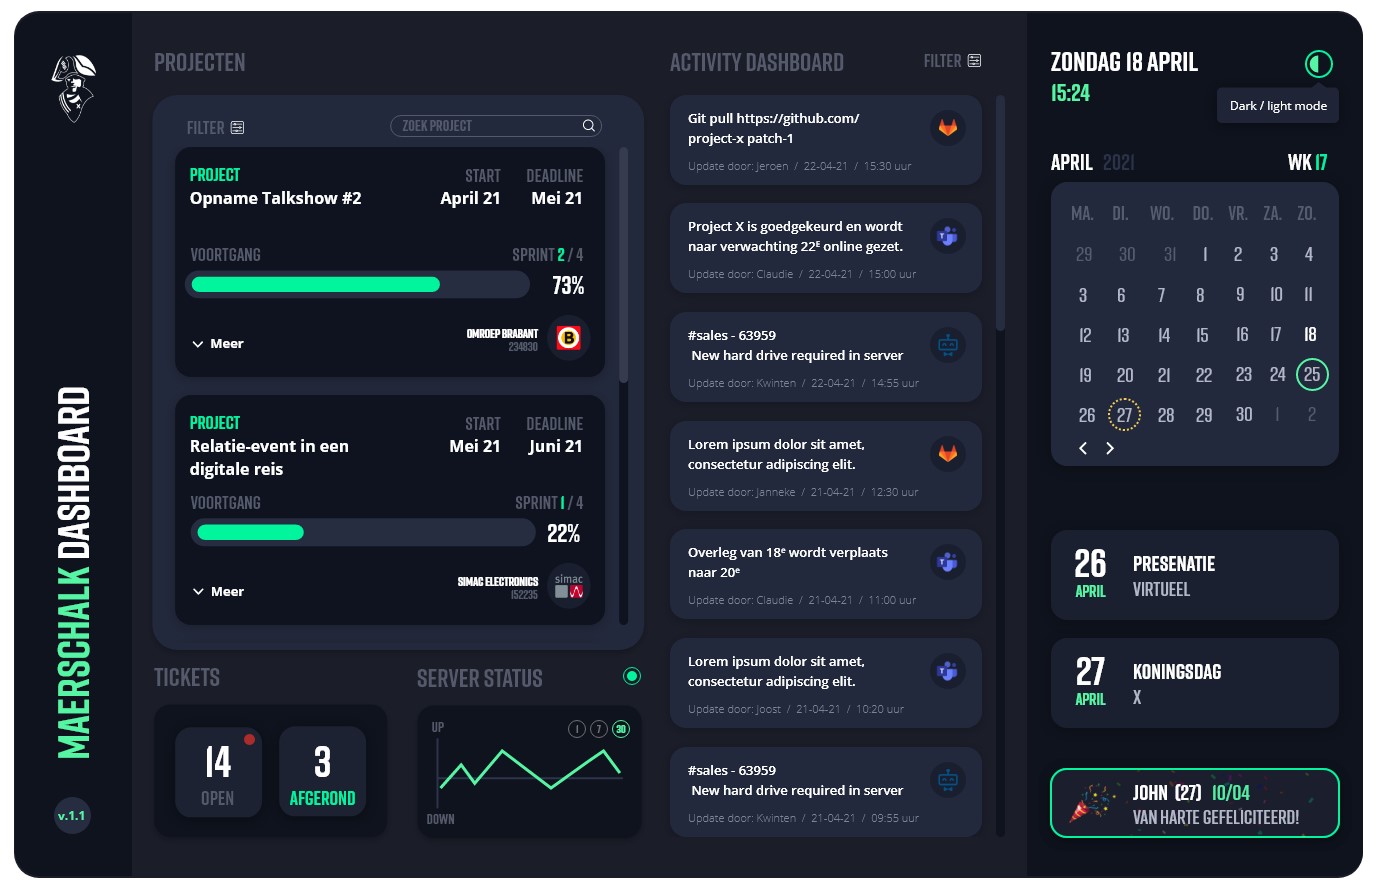 MAERSCHALK DASHBOARD
v.1.1
PROJECTEN
FILTER
ZOEK PROJECT
PROJECT
START
DEADLINE
Opname Talkshow #2
April 21
Mei 21
VOORTGANG
SPRINT 2 / 4
73%
Meer
OMROEP BRABANT
234830
B
PROJECT
START
DEADLINE
Relatie-event in een
digitale reis
Mei 21
Juni 21
VOORTGANG
SPRINT 1 / 4
22%
Meer
SIMAC ELECTRONICS
152235
simac
TICKETS
14
OPEN
3
AFGEROND
SERVER STATUS
UP
1
7
30
DOWN
ACTIVITY DASHBOARD
FILTER
Git pull https://github.com/
project-x patch-1
Update door: Jeroen / 22-04-21 / 15:30 uur
Project X is goedgekeurd en wordt
naar verwachting 22ᴱ online gezet.
Update door: Claudie / 22-04-21 / 15:00 uur
#sales - 63959
New hard drive required in server
Update door: Kwinten / 22-04-21 / 14:55 uur
Lorem ipsum dolor sit amet,
consectetur adipiscing elit.
Update door: Janneke / 21-04-21 / 12:30 uur
Overleg van 18ᵉ wordt verplaats
naar 20ᵉ
Update door: Claudie / 21-04-21 / 11:00 uur
Lorem ipsum dolor sit amet,
consectetur adipiscing elit.
Update door: Joost / 21-04-21 / 10:20 uur
#sales - 63959
New hard drive required in server
Update door: Kwinten / 21-04-21 / 09:55 uur
ZONDAG 18 APRIL
15:24
Dark / light mode
APRIL 2021
WK 17
MA. DI. WO. DO. VR. ZA. ZO.
29 30 31 1 2 3 4
3 6 7 8 9 10 11
12 13 14 15 16 17 18
19 20 21 22 23 24 25
26 27 28 29 30 1 2
26
APRIL
PRESENATIE
VIRTUEEL
27
APRIL
KONINGSDAG
X
JOHN (27) 10/04
VAN HARTE GEFELICITEERD!